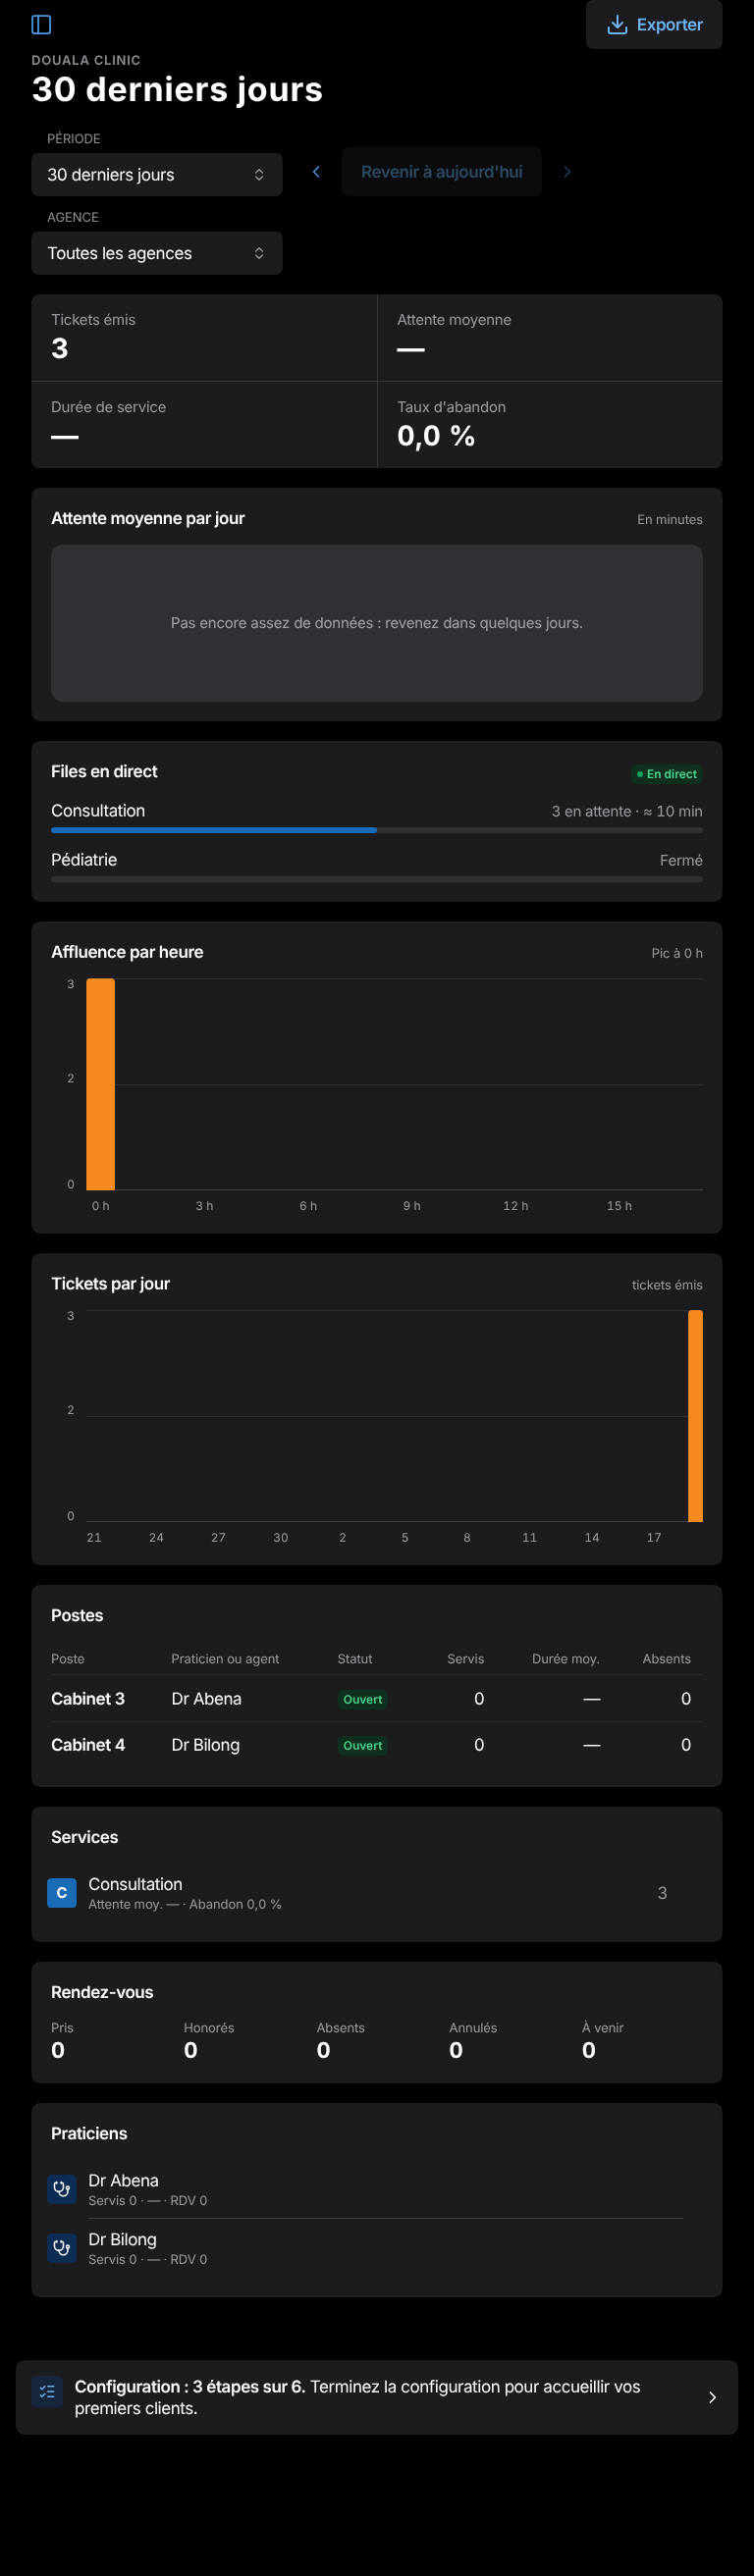 Exporter
DOUALA CLINIC
30 derniers jours
PÉRIODE
30 derniers jours
Revenir à aujourd'hui
AGENCE
Toutes les agences
Tickets émis
3
Attente moyenne
—
Durée de service
—
Taux d'abandon
0,0 %
Attente moyenne par jour
En minutes
Pas encore assez de données : revenez dans quelques jours.
Files en direct
En direct
Consultation
3 en attente · ≈ 10 min
Pédiatrie
Fermé
Affluence par heure
Pic à 0 h
3
2
0
0 h 3 h 6 h 9 h 12 h 15 h
Tickets par jour
tickets émis
3
2
0
21 24 27 30 2 5 8 11 14 17
Postes
Poste Praticien ou agent Statut Servis Durée moy. Absents
Cabinet 3 Dr Abena Ouvert 0 — 0
Cabinet 4 Dr Bilong Ouvert 0 — 0
Services
C
Consultation
Attente moy. — · Abandon 0,0 %
3
Rendez-vous
Pris Honorés Absents Annulés À venir
0 0 0 0 0
Praticiens
Dr Abena
Servis 0 · — · RDV 0
Dr Bilong
Servis 0 · — · RDV 0
Configuration : 3 étapes sur 6. Terminez la configuration pour accueillir vos
premiers clients.